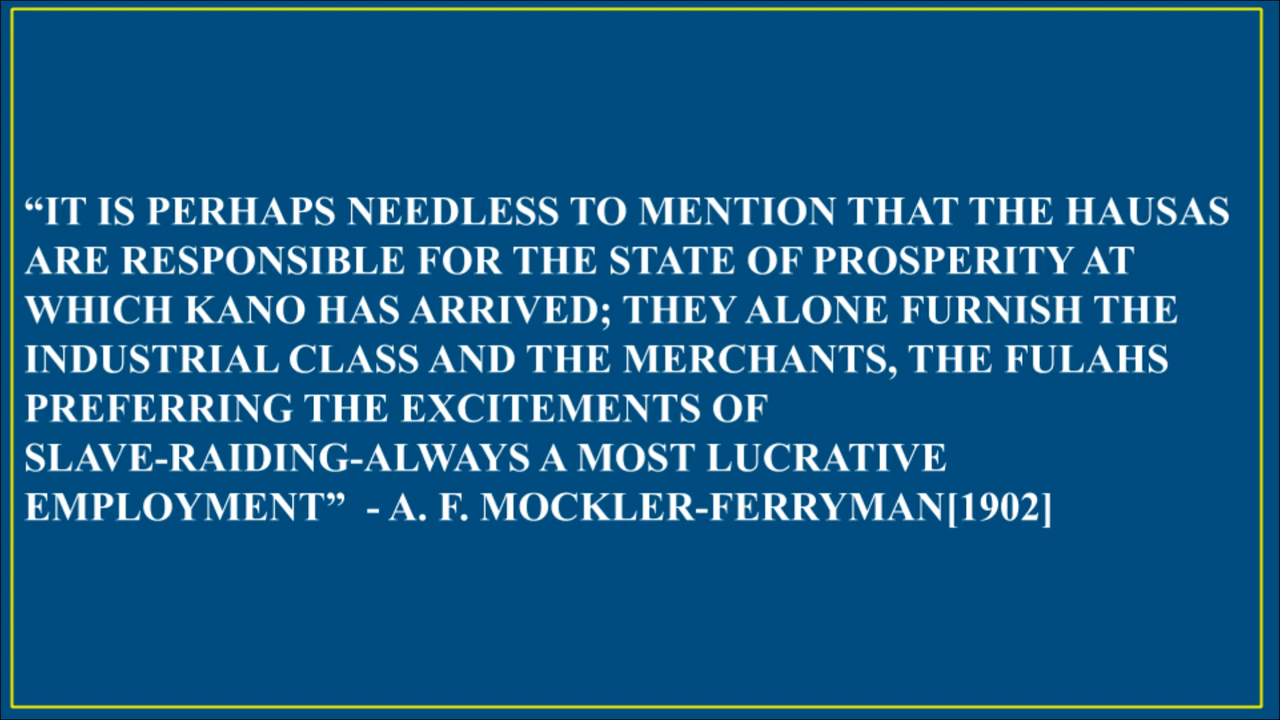 “IT IS PERHAPS NEEDLESS TO MENTION THAT THE HAUSAS
ARE RESPONSIBLE FOR THE STATE OF PROSPERITY AT
WHICH KANO HAS ARRIVED; THEY ALONE FURNISH THE
INDUSTRIAL CLASS AND THE MERCHANTS, THE FULAHS
PREFERRING THE EXCITEMENTS OF
SLAVE-RAIDING-ALWAYS A MOST LUCRATIVE
EMPLOYMENT”  - A. F. MOCKLER-FERRYMAN[1902]